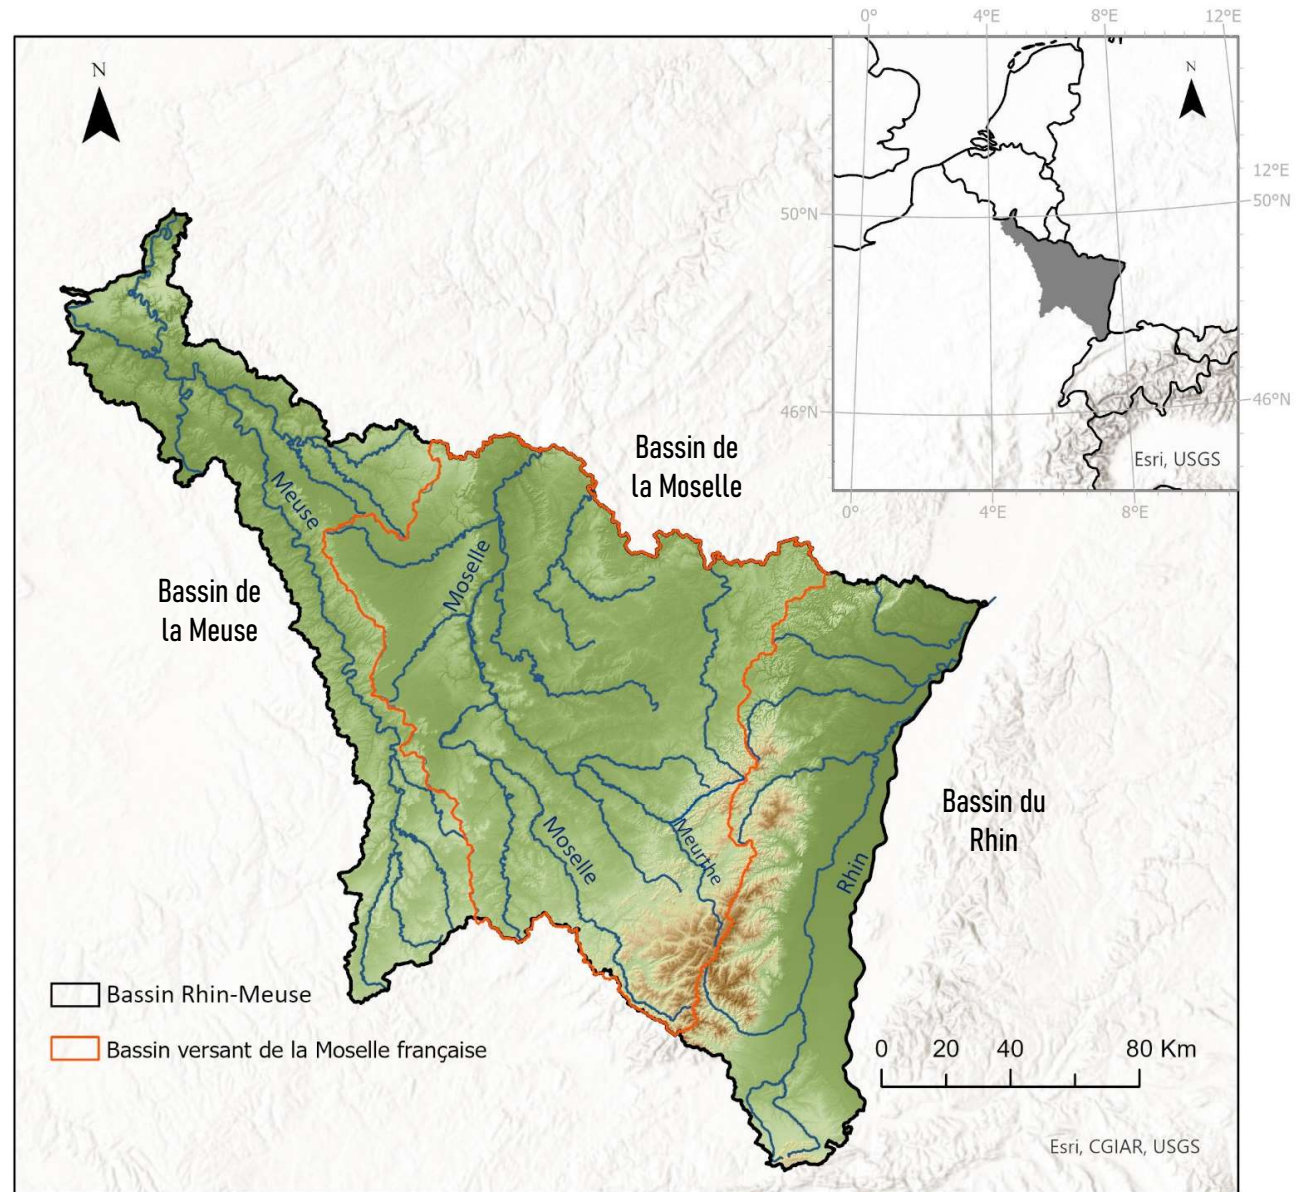 0°
4°E
8°E
12°E
N
N
12°E
50°N
50°N
46°N
46°N
Esri, USGS
0°
4°E
8°E
Bassin de
la Moselle
Meuse
Moselle
Bassin de
la Meuse
Bassin du
Rhin
Moselle
Meurthe
Rhin
Bassin Rhin-Meuse
Bassin versant de la Moselle française
0 20 40 80 Km
Esri, CGIAR, USGS